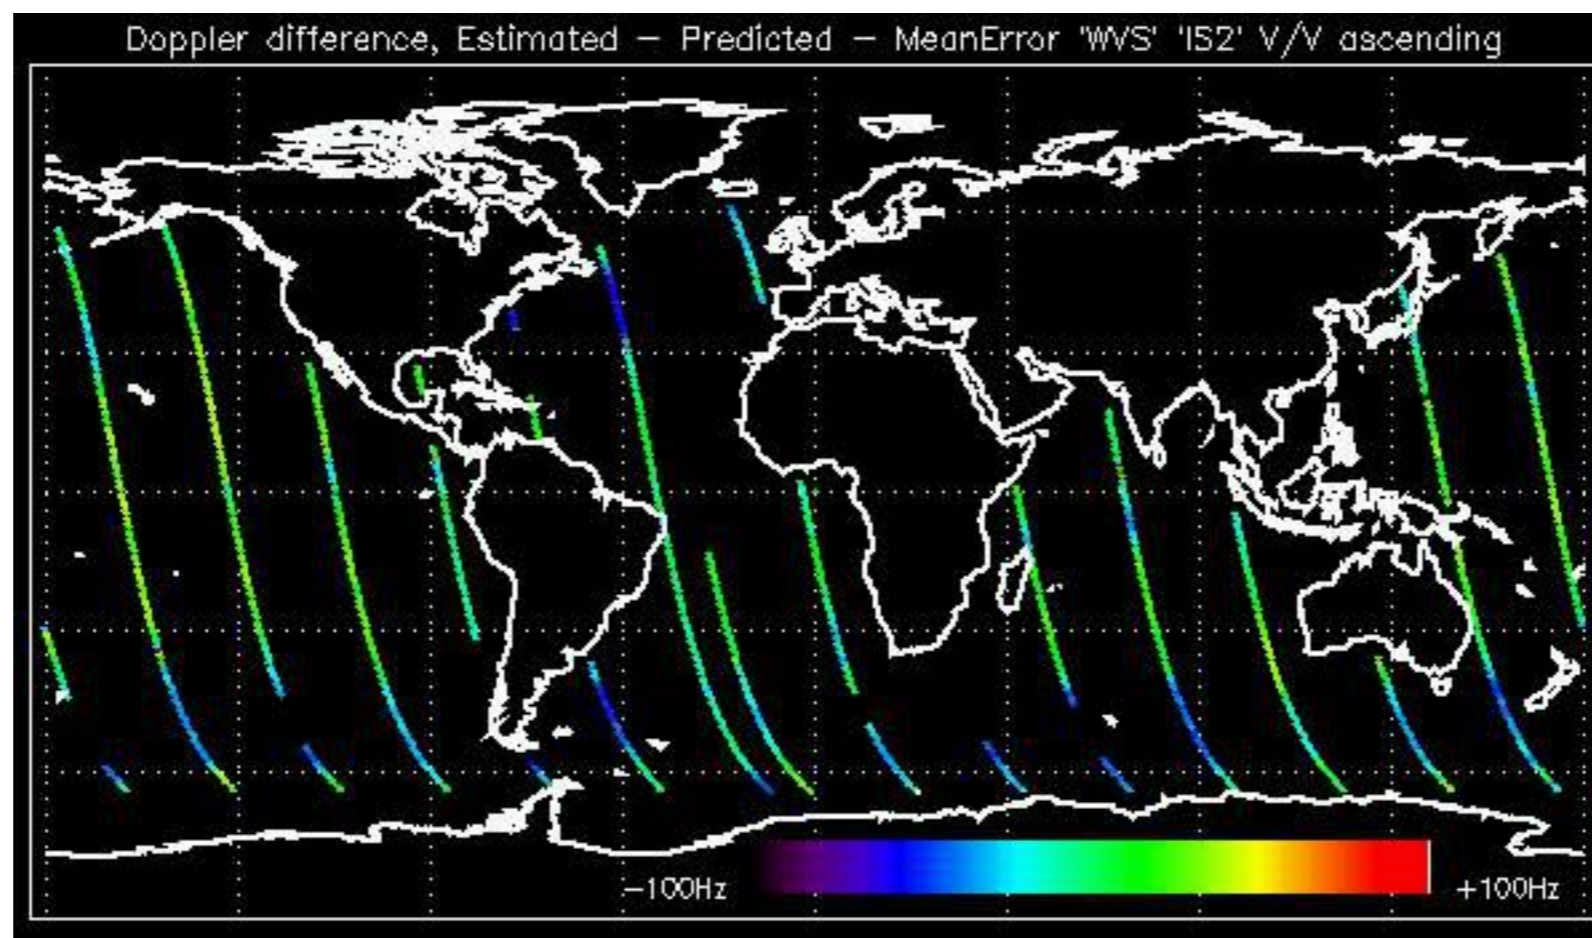 Doppler difference, Estimated – Predicted – MeanError 'WVS' 'IS2' V/V ascending
–100Hz
+100Hz